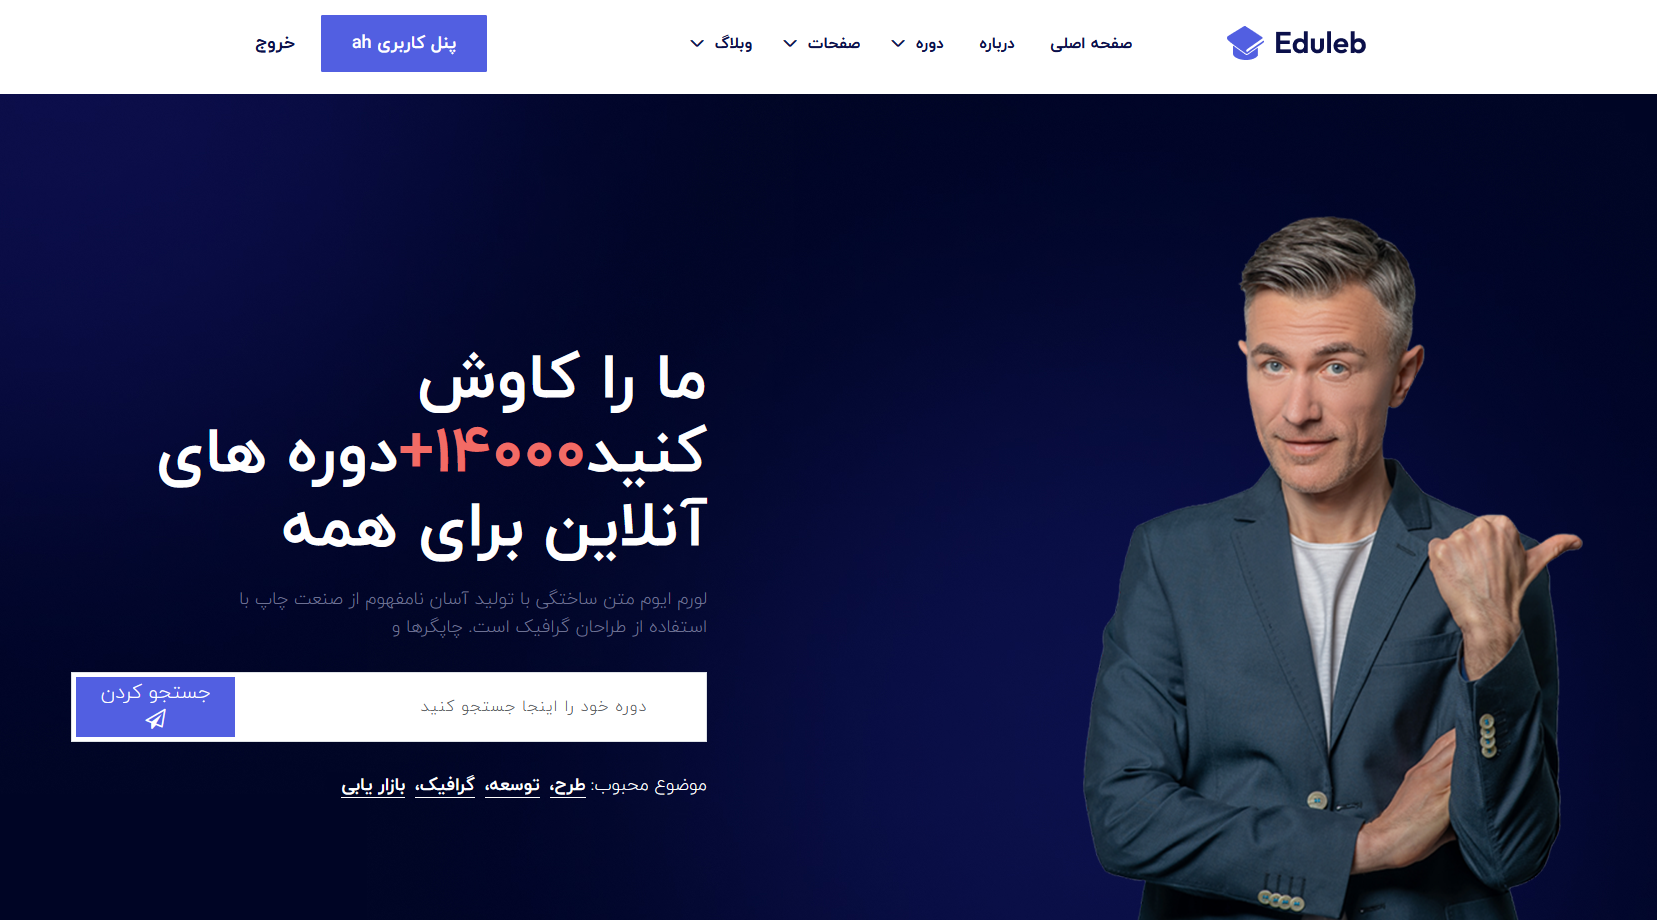 Eduleb
صفحه اصلی
درباره
دوره
صفحات
وبلاگ
پنل کاربری ah
خروج
ما را کاوش
کنید۱۴۰۰۰+دوره های
آنلاین برای همه
لورم ایوم متن ساختگی با تولید آسان نامفهوم از صنعت چاپ با
استفاده از طراحان گرافیک است. چاپگرها و
دوره خود را اینجا جستجو کنید
جستجو کردن
موضوع محبوب: طرح، توسعه، گرافیک، بازار یابی